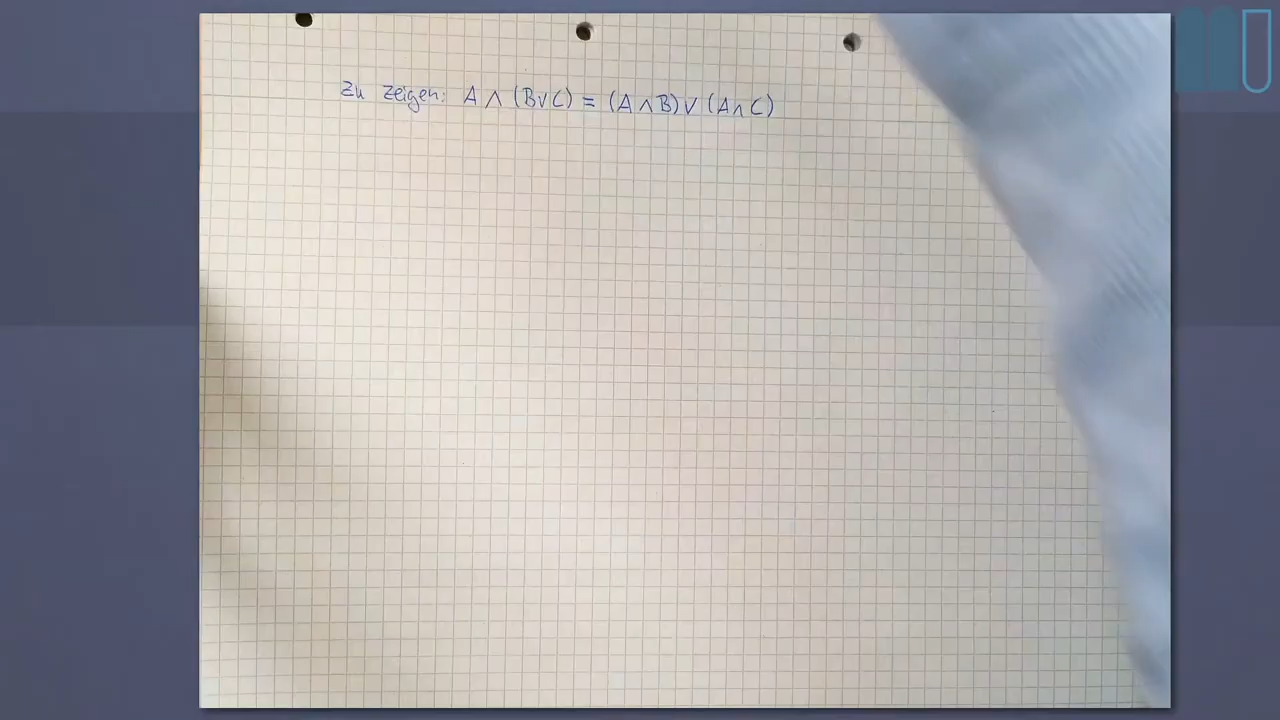 Zu zeigen: A ∧ (B∨C) = (A ∧ B) ∨ (A ∧ C)